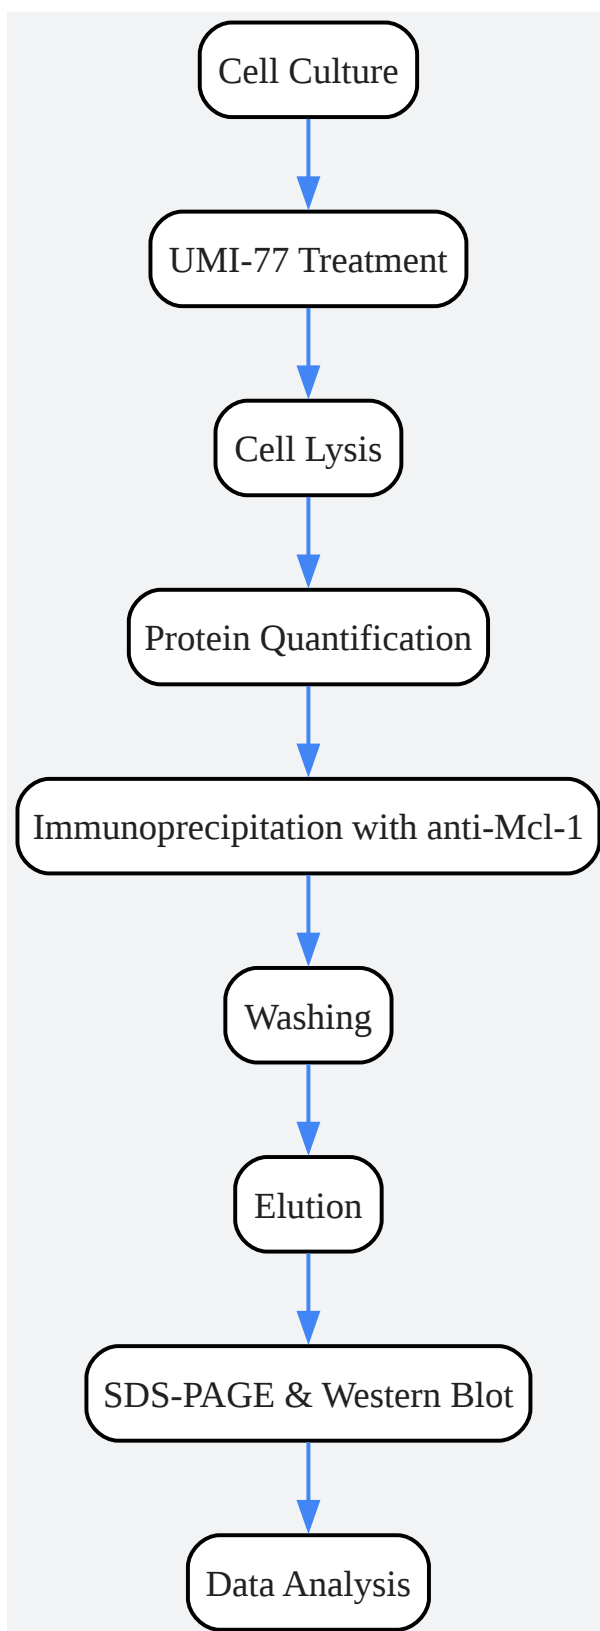 Cell Culture
UMI-77 Treatment
Cell Lysis
Protein Quantification
Immunoprecipitation with anti-Mcl-1
Washing
Elution
SDS-PAGE & Western Blot
Data Analysis